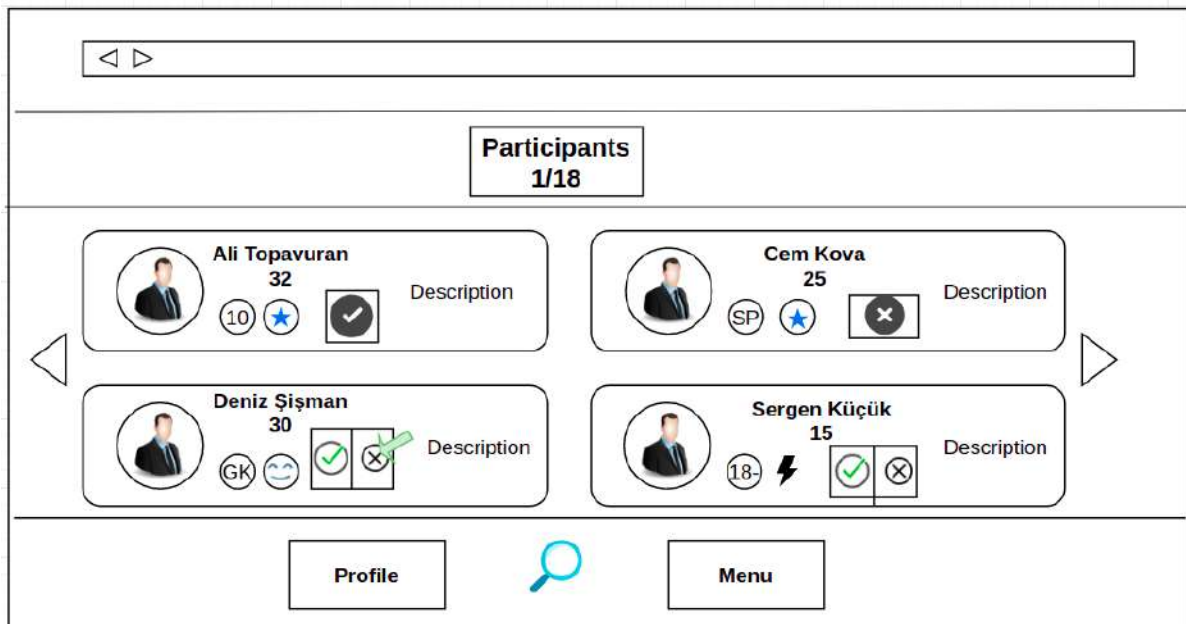 Participants
1/18
Ali Topavuran
32
10
Description
Cem Kova
25
SP
Description
Deniz Şişman
30
GK
Description
Sergen Küçük
15
18-
Description
Profile
Menu